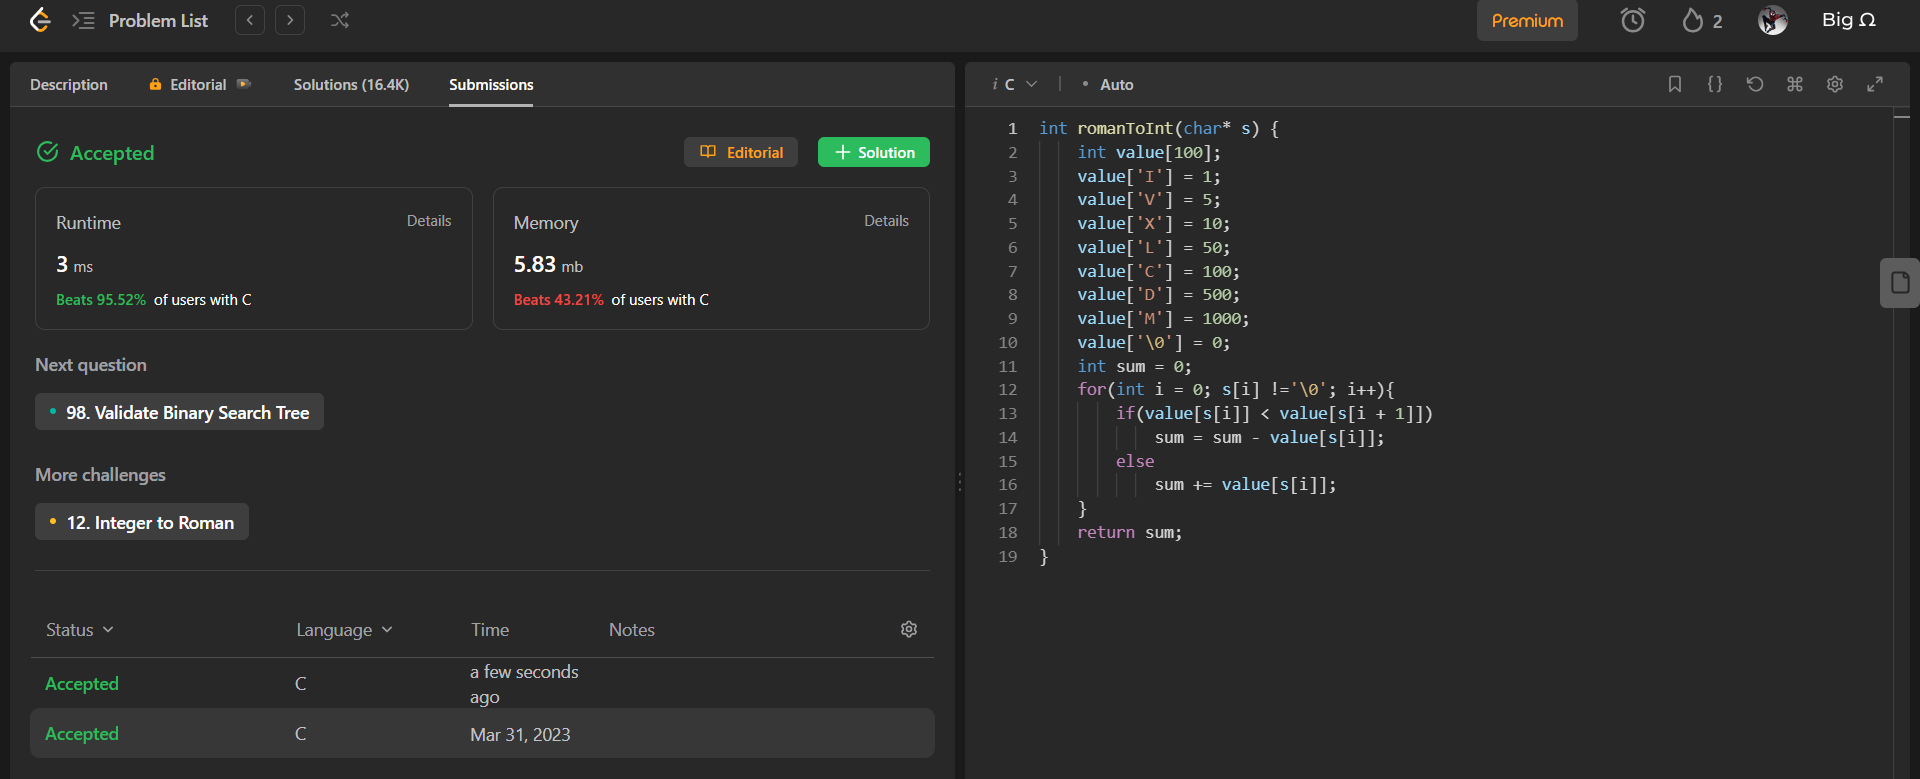 Problem List
Premium
2
Big Ω
Description
Editorial
Solutions (16.4K)
Submissions
Accepted
Editorial
+ Solution
Runtime
Details
3 ms
Beats 95.52% of users with C
Memory
Details
5.83 mb
Beats 43.21% of users with C
Next question
98. Validate Binary Search Tree
More challenges
12. Integer to Roman
Status
Language
Time
Notes
Accepted
C
a few seconds
ago
Accepted
C
Mar 31, 2023
i C
• Auto
{}
1 int romanToInt(char* s) {
2     int value[100];
3     value['I'] = 1;
4     value['V'] = 5;
5     value['X'] = 10;
6     value['L'] = 50;
7     value['C'] = 100;
8     value['D'] = 500;
9     value['M'] = 1000;
10     value['\0'] = 0;
11     int sum = 0;
12     for(int i = 0; s[i] !='\0'; i++){
13         if(value[s[i]] < value[s[i + 1]])
14             sum = sum - value[s[i]];
15         else
16             sum += value[s[i]];
17     }
18     return sum;
19 }